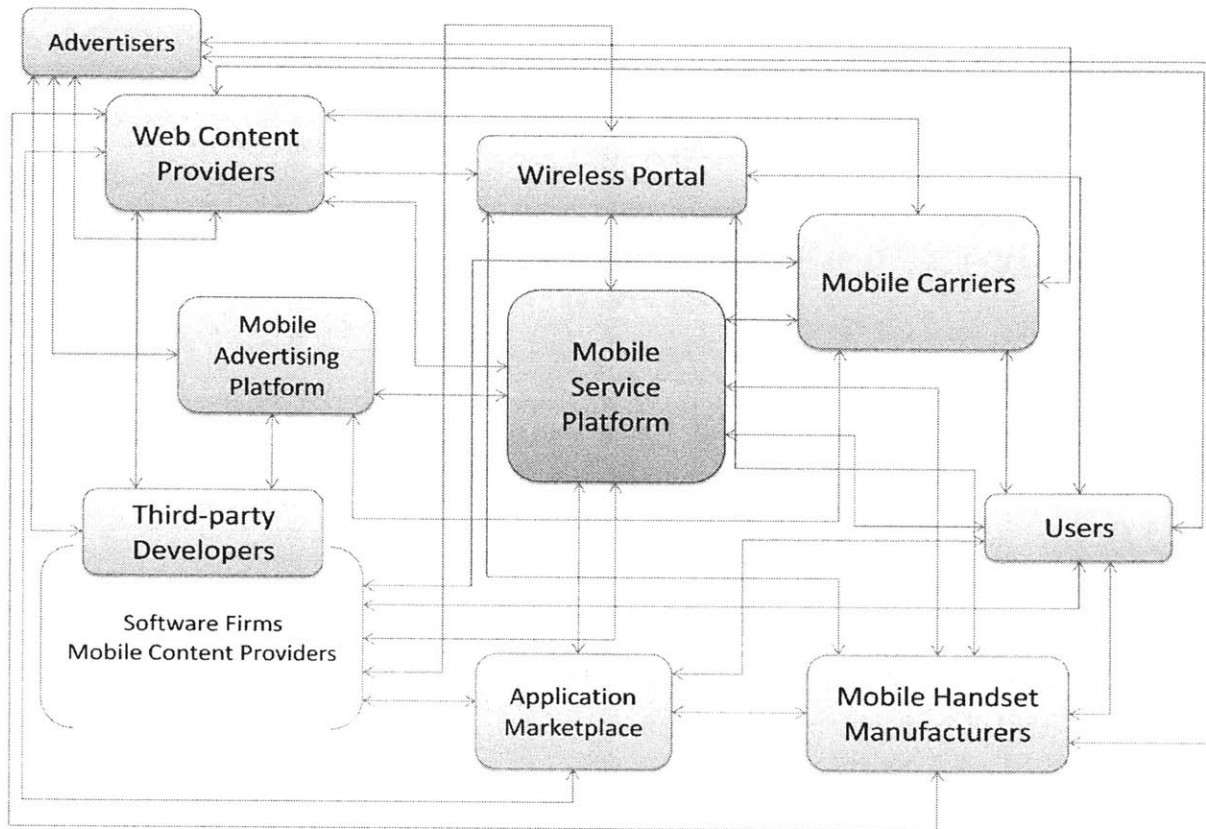 Advertisers
Web Content
Providers
Wireless Portal
Mobile Carriers
Mobile
Advertising
Platform
Mobile
Service
Platform
Third-party
Developers
Users
Software Firms
Mobile Content Providers
Application
Marketplace
Mobile Handset
Manufacturers